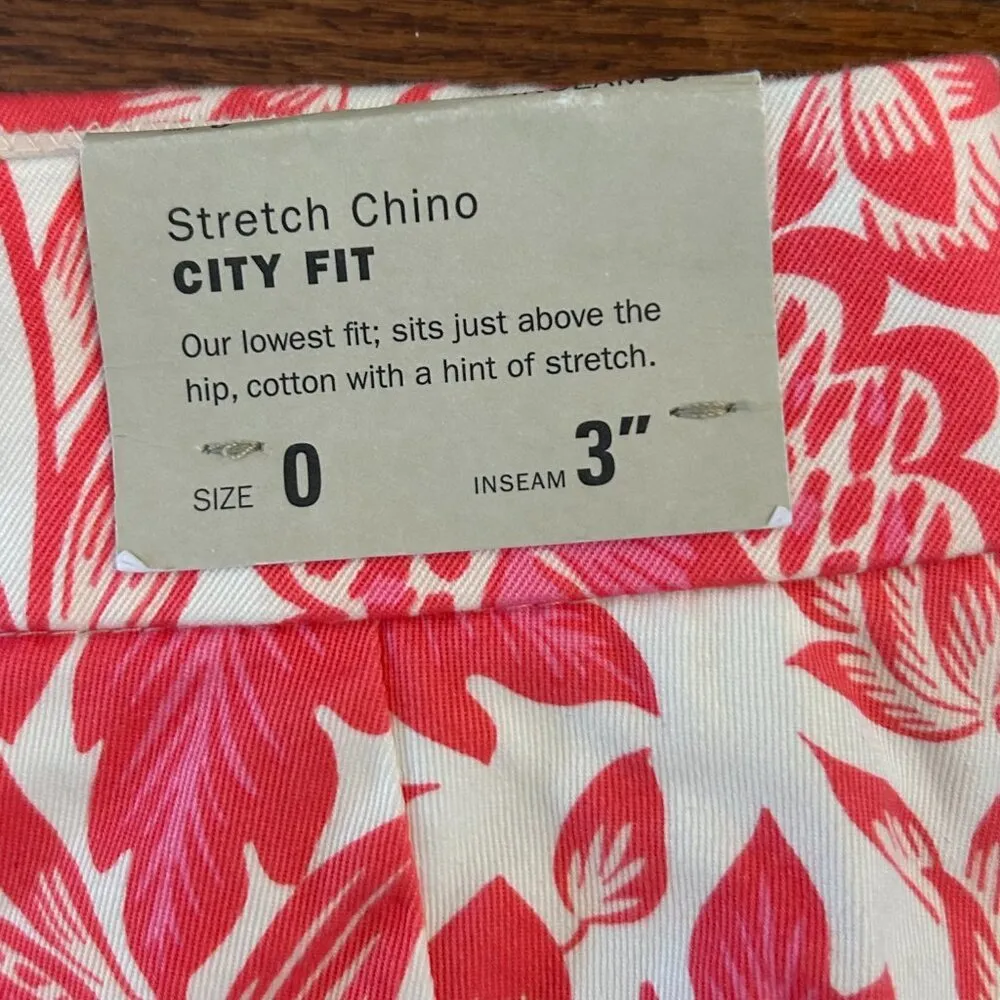 Stretch Chino
CITY FIT
Our lowest fit; sits just above the
hip, cotton with a hint of stretch.
SIZE 0 INSEAM 3"